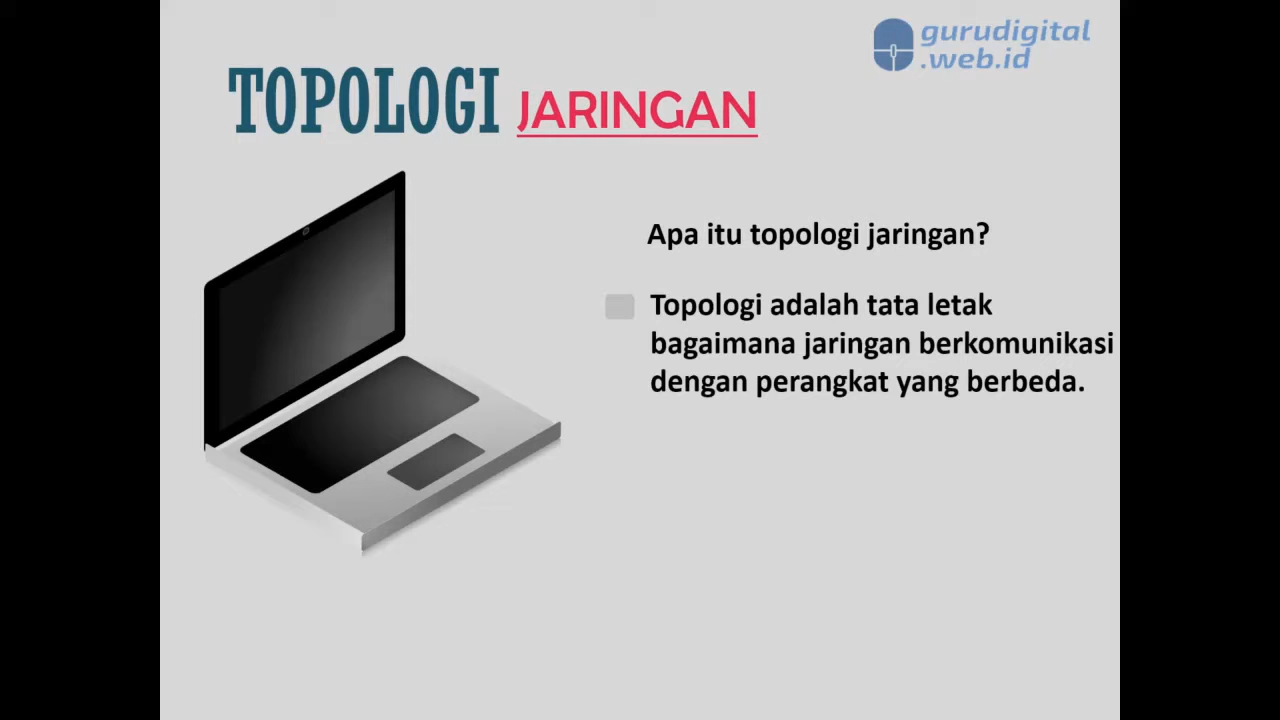 gurudigital
.web.id
TOPOLOGI JARINGAN
Apa itu topologi jaringan?
Topologi adalah tata letak
bagaimana jaringan berkomunikasi
dengan perangkat yang berbeda.